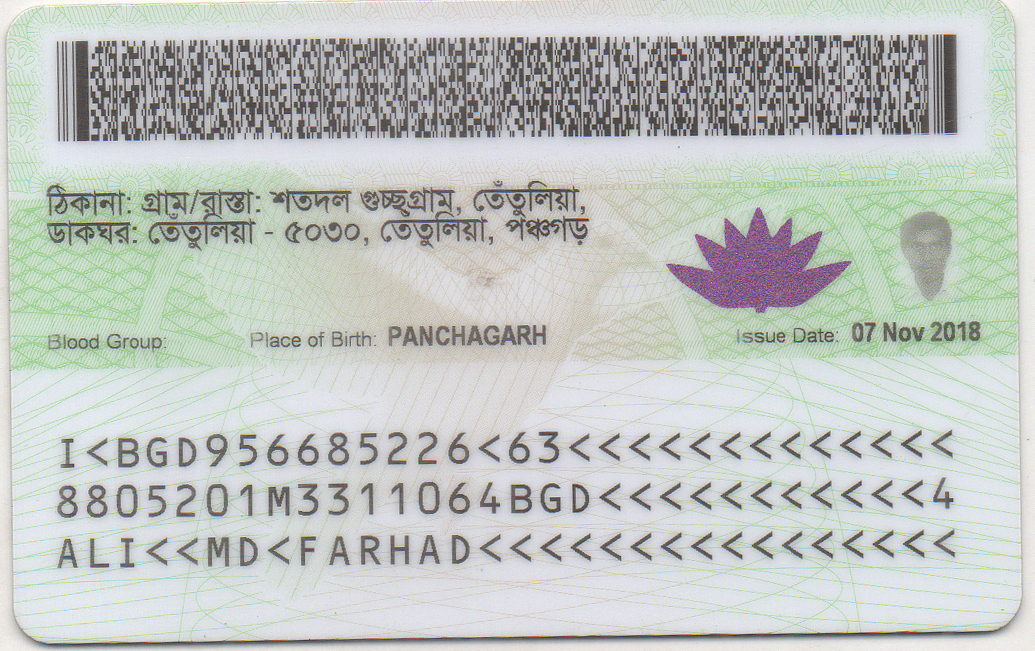 ঠিকানা: গ্রাম/রাস্তা: শতদল গুচ্ছগ্রাম, তেঁতুলিয়া,
ডাকঘর: তেঁতুলিয়া - ৫০৩০, তেতুলিয়া, পঞ্চগড়
Blood Group: Place of Birth: PANCHAGARH Issue Date: 07 Nov 2018
I<BGD956685226<63<<<<<<<<<<<<<
8805201M3311064BGD<<<<<<<<<<<4
ALI<<MD<FARHAD<<<<<<<<<<<<<<<<